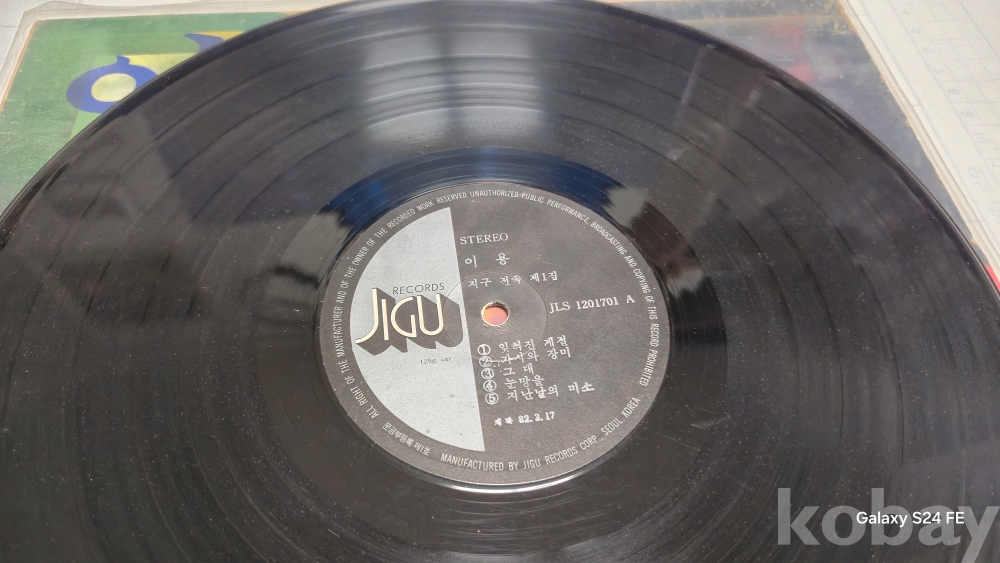 ALL RIGHT OF THE MANUFACTURER AND OF THE OWNER OF THE RECORDED WORK RESERVED UNAUTHORIZED PUBLIC PERFORMANCE, BROADCASTING AND COPYING OF THIS RECORD PROHIBITED
STEREO
이 용
지구 전속 제1집
RECORDS
JIGU
JLS 1201701 A
125g up
① 잊혀진 계절
② 가시와 장미
③ 그 대
④ 눈망울
⑤ 지난날의 미소
제작 82.3.17
MANUFACTURED BY JIGU RECORDS CORP. SEOUL KOREA
kobay
Galaxy S24 FE